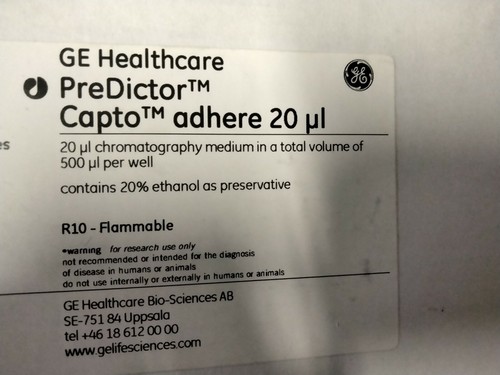 GE Healthcare
PreDictor™
Capto™ adhere 20 µl
es
20 µl chromatography medium in a total volume of
500 µl per well
contains 20% ethanol as preservative
R10 - Flammable
*warning for research use only
not recommended or intended for the diagnosis
of disease in humans or animals
do not use internally or externally in humans or animals
GE Healthcare Bio-Sciences AB
SE-751 84 Uppsala
tel +46 18 612 00 00
www.gelifesciences.com
GE